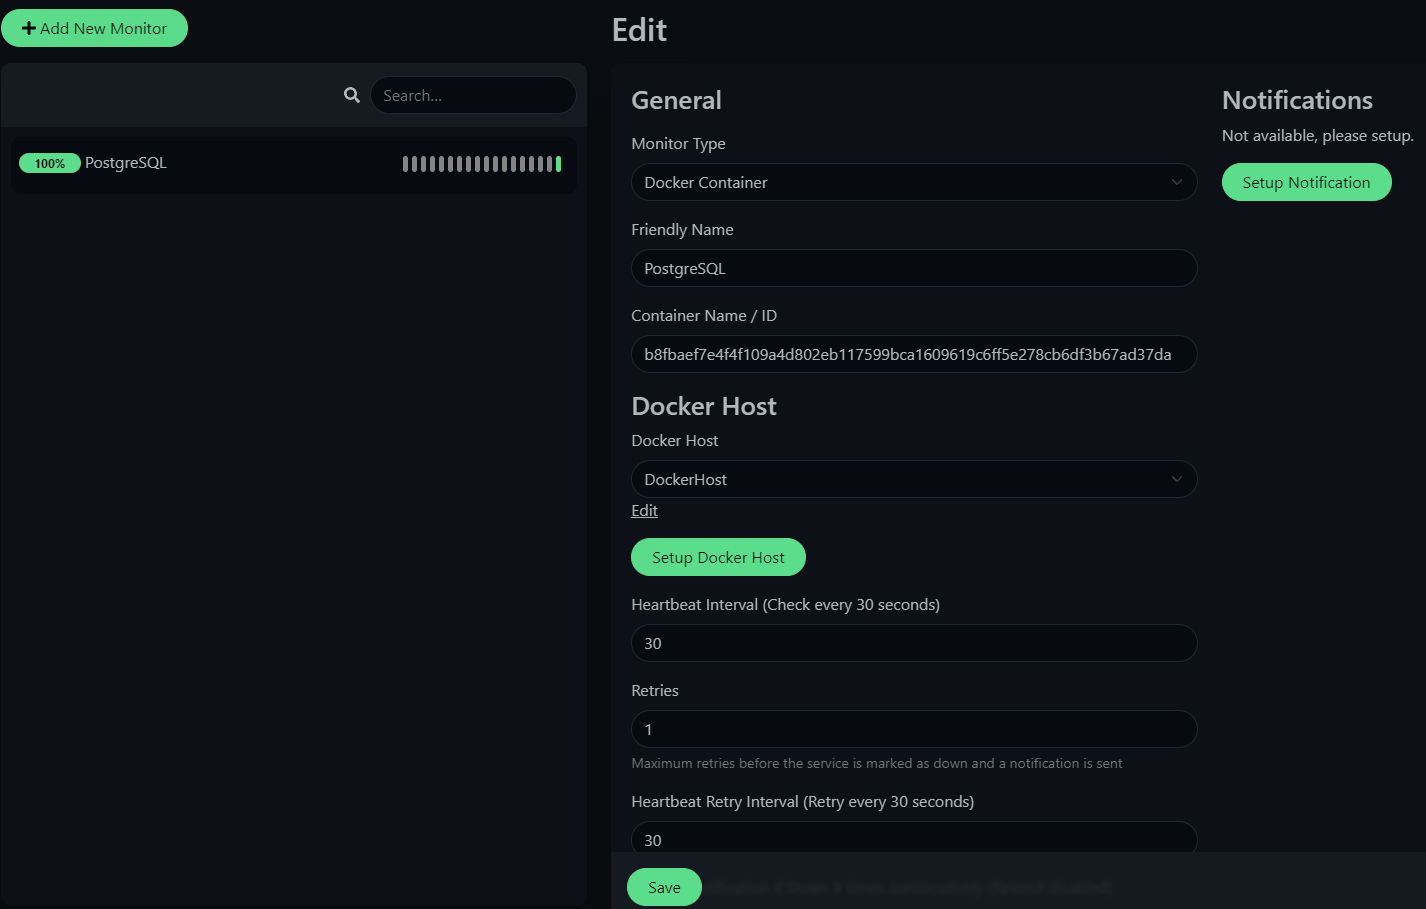 Add New Monitor
Search...
100% PostgreSQL
Edit
General
Monitor Type
Docker Container
Friendly Name
PostgreSQL
Container Name / ID
b8fbaef7e4f4f109a4d802eb117599bca1609619c6ff5e278cb6df3b67ad37da
Docker Host
Docker Host
DockerHost
Edit
Setup Docker Host
Heartbeat Interval (Check every 30 seconds)
30
Retries
1
Maximum retries before the service is marked as down and a notification is sent
Heartbeat Retry Interval (Retry every 30 seconds)
30
Save
Notifications
Not available, please setup.
Setup Notification